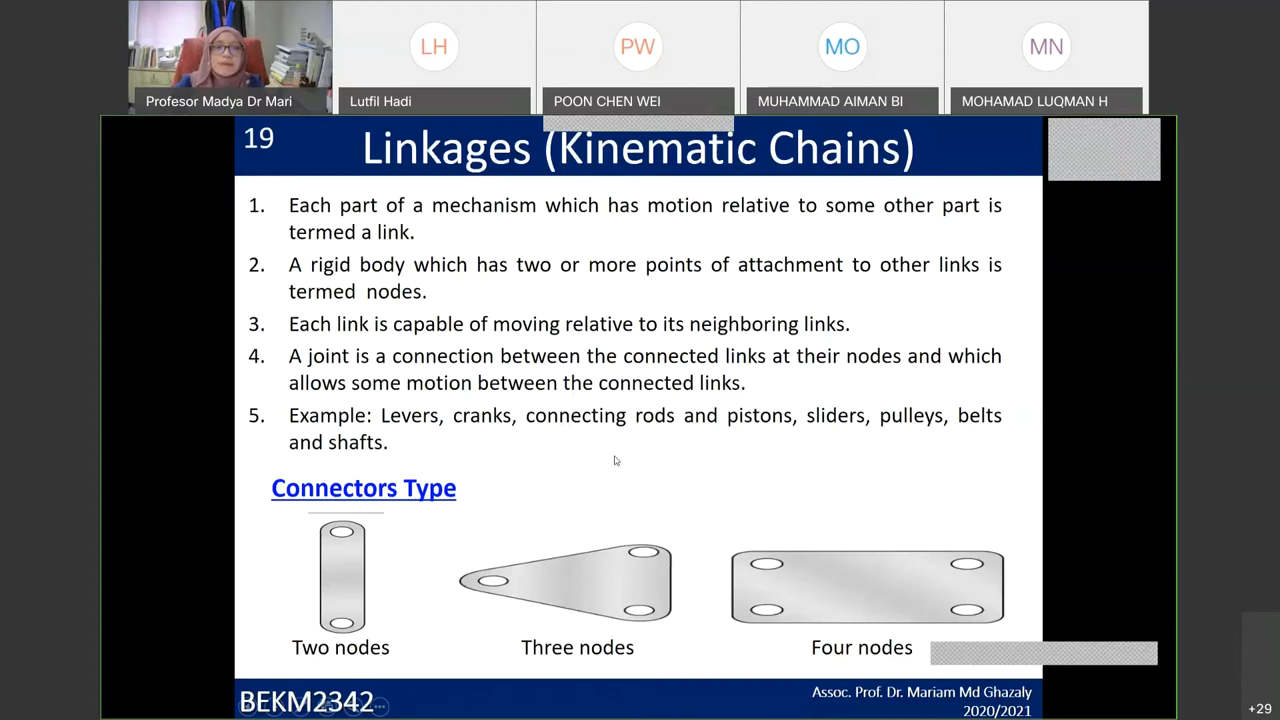 LH
PW
MO
MN
Profesor Madya Dr Mari
Lutfil Hadi
POON CHEN WEI
MUHAMMAD AIMAN BI
MOHAMAD LUQMAN H
19
Linkages (Kinematic Chains)
1. Each part of a mechanism which has motion relative to some other part is
termed a link.
2. A rigid body which has two or more points of attachment to other links is
termed nodes.
3. Each link is capable of moving relative to its neighboring links.
4. A joint is a connection between the connected links at their nodes and which
allows some motion between the connected links.
5. Example: Levers, cranks, connecting rods and pistons, sliders, pulleys, belts
and shafts.
Connectors Type
Two nodes
Three nodes
Four nodes
BEKM2342
Assoc. Prof. Dr. Mariam Md Ghazaly
2020/2021
+29